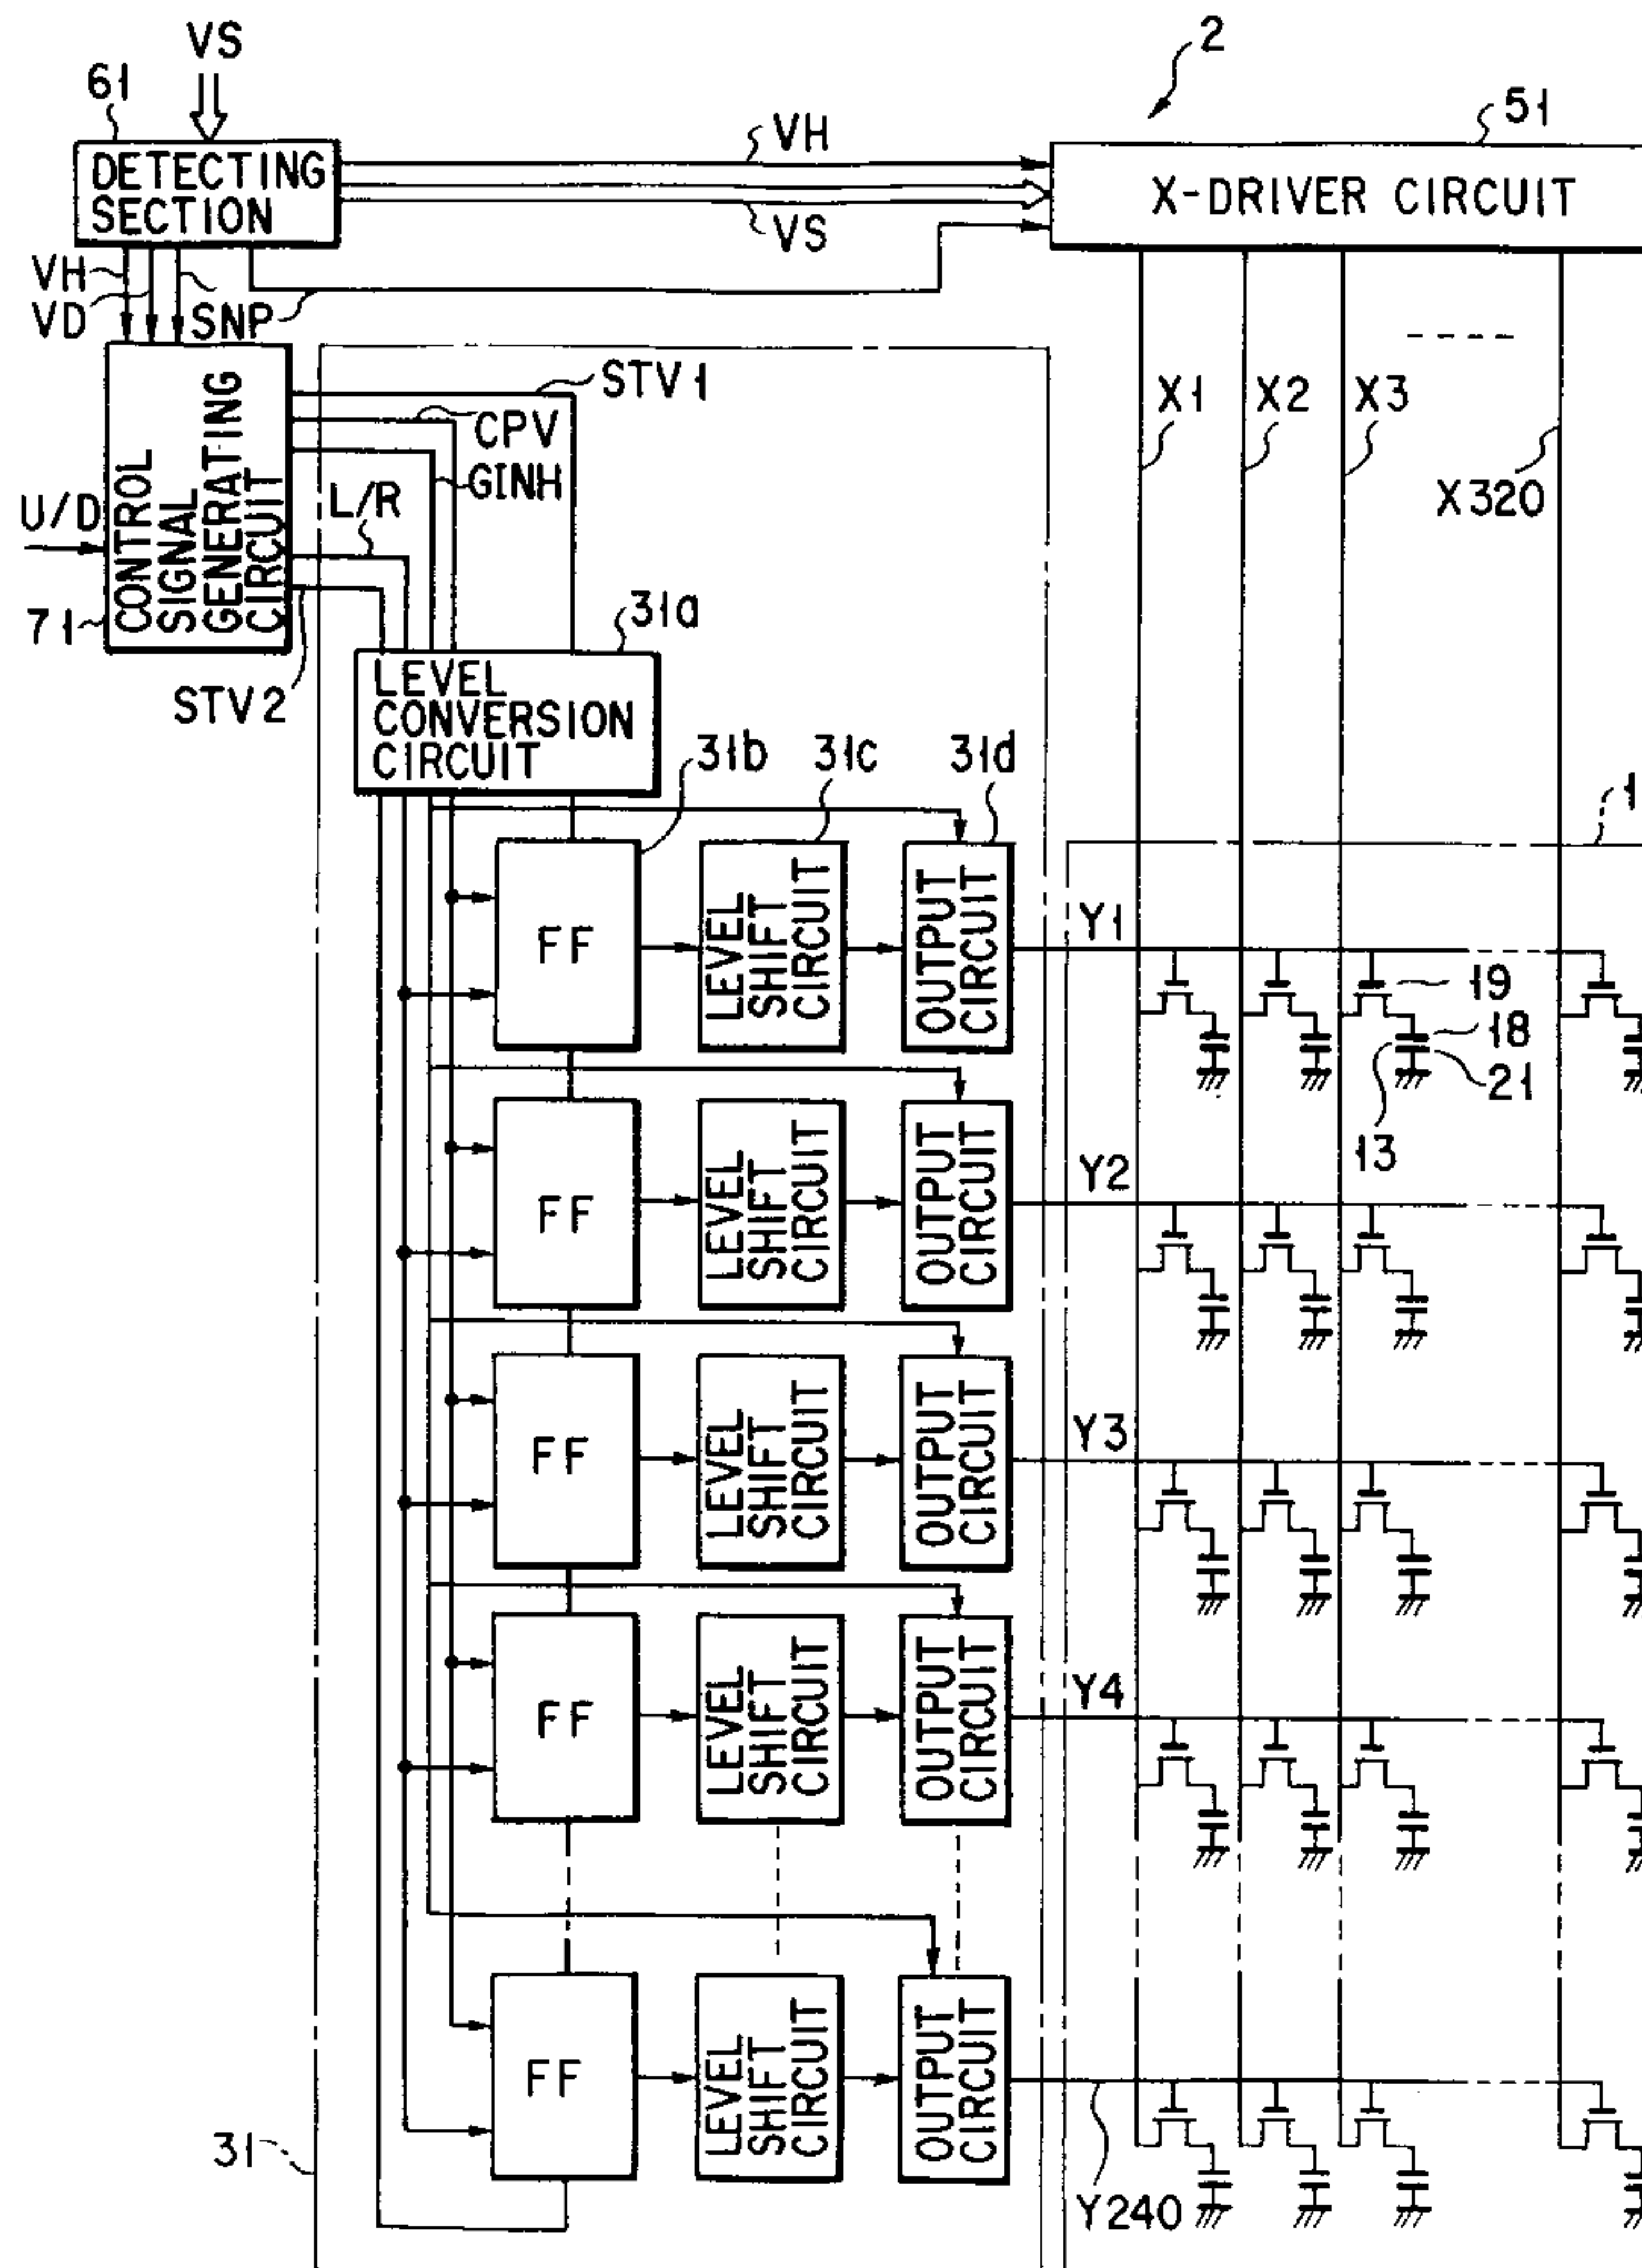 VS
2
61
51
DETECTING
SECTION
VH
X-DRIVER CIRCUIT
VS
VH
VD
SNP
STV1
CPV
GINH
X1
X2
X3
X320
U/D
L/R
CONTROL
SIGNAL
GENERATING
CIRCUIT
71
STV2
31a
LEVEL
CONVERSION
CIRCUIT
31b
31c
31d
1
FF
LEVEL
SHIFT
CIRCUIT
OUTPUT
CIRCUIT
Y1
19
18
21
13
FF
LEVEL
SHIFT
CIRCUIT
OUTPUT
CIRCUIT
Y2
FF
LEVEL
SHIFT
CIRCUIT
OUTPUT
CIRCUIT
Y3
FF
LEVEL
SHIFT
CIRCUIT
OUTPUT
CIRCUIT
Y4
FF
LEVEL
SHIFT
CIRCUIT
OUTPUT
CIRCUIT
31
Y240